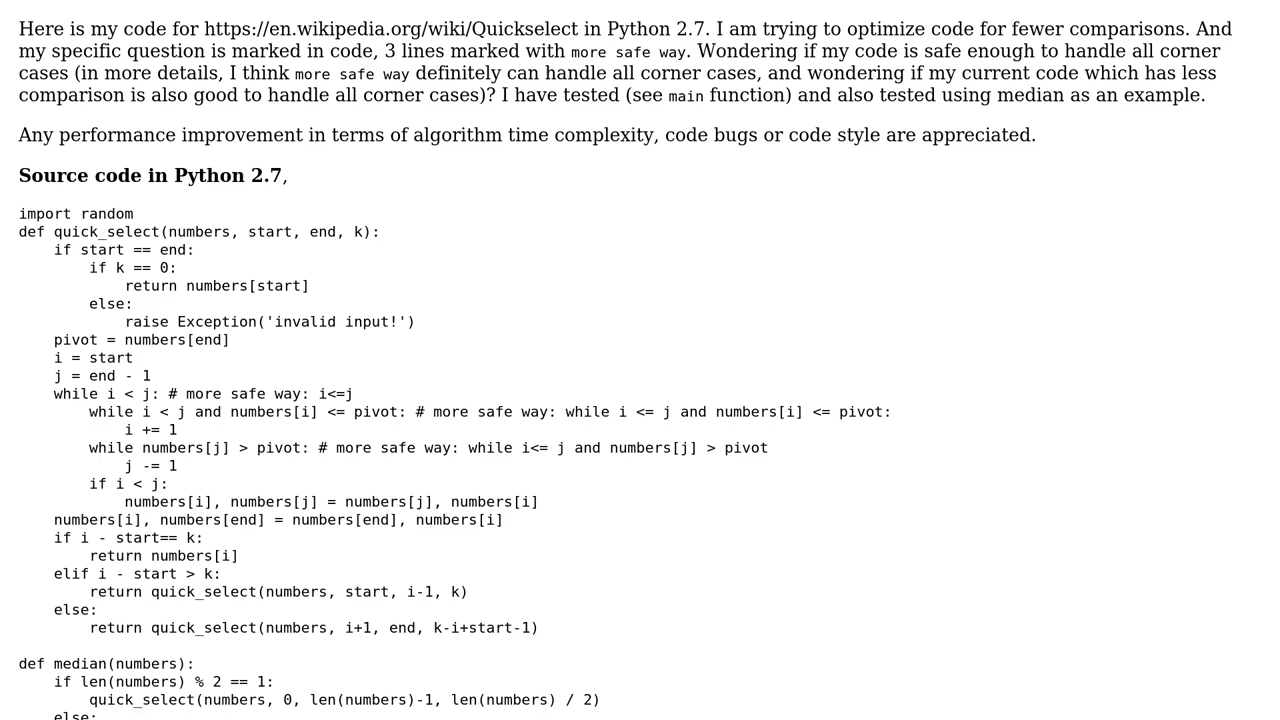 Here is my code for https://en.wikipedia.org/wiki/Quickselect in Python 2.7. I am trying to optimize code for fewer comparisons. And
my specific question is marked in code, 3 lines marked with more safe way. Wondering if my code is safe enough to handle all corner
cases (in more details, I think more safe way definitely can handle all corner cases, and wondering if my current code which has less
comparison is also good to handle all corner cases)? I have tested (see main function) and also tested using median as an example.
Any performance improvement in terms of algorithm time complexity, code bugs or code style are appreciated.
Source code in Python 2.7,
import random
def quick_select(numbers, start, end, k):
    if start == end:
        if k == 0:
            return numbers[start]
        else:
            raise Exception('invalid input!')
    pivot = numbers[end]
    i = start
    j = end - 1
    while i < j: # more safe way: i<=j
        while i < j and numbers[i] <= pivot: # more safe way: while i <= j and numbers[i] <= pivot:
            i += 1
        while numbers[j] > pivot: # more safe way: while i<= j and numbers[j] > pivot
            j -= 1
        if i < j:
            numbers[i], numbers[j] = numbers[j], numbers[i]
    numbers[i], numbers[end] = numbers[end], numbers[i]
    if i - start== k:
        return numbers[i]
    elif i - start > k:
        return quick_select(numbers, start, i-1, k)
    else:
        return quick_select(numbers, i+1, end, k-i+start-1)
def median(numbers):
    if len(numbers) % 2 == 1:
        quick_select(numbers, 0, len(numbers)-1, len(numbers) / 2)
    else: